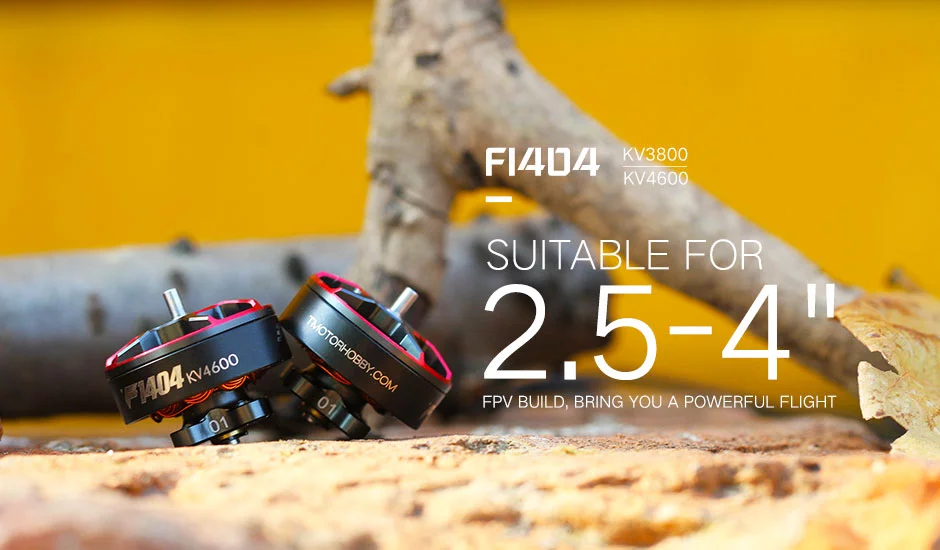 F1404
KV3800
KV4600
SUITABLE FOR
2.5-4"
FPV BUILD, BRING YOU A POWERFUL FLIGHT
F1404 KV4600
01
TMOTORHOBBY.COM
01